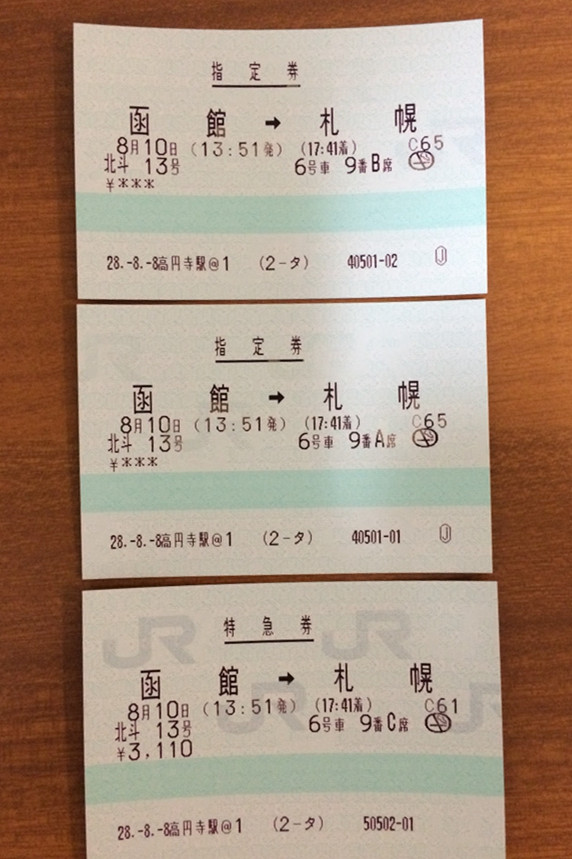 指定券
函館 ➡ 札幌
8月10日 (13:51発) (17:41着) C65
北斗 13号 6号車 9番B席
¥***
28.-8.-8高円寺駅@1 (2-タ) 40501-02 J
指定券
函館 ➡ 札幌
8月10日 (13:51発) (17:41着) C65
北斗 13号 6号車 9番A席
¥***
28.-8.-8高円寺駅@1 (2-タ) 40501-01 J
特急券
函館 ➡ 札幌
8月10日 (13:51発) (17:41着) C61
北斗 13号 6号車 9番C席
¥3,110
28.-8.-8高円寺駅@1 (2-タ) 50502-01
JR JR
JR JR